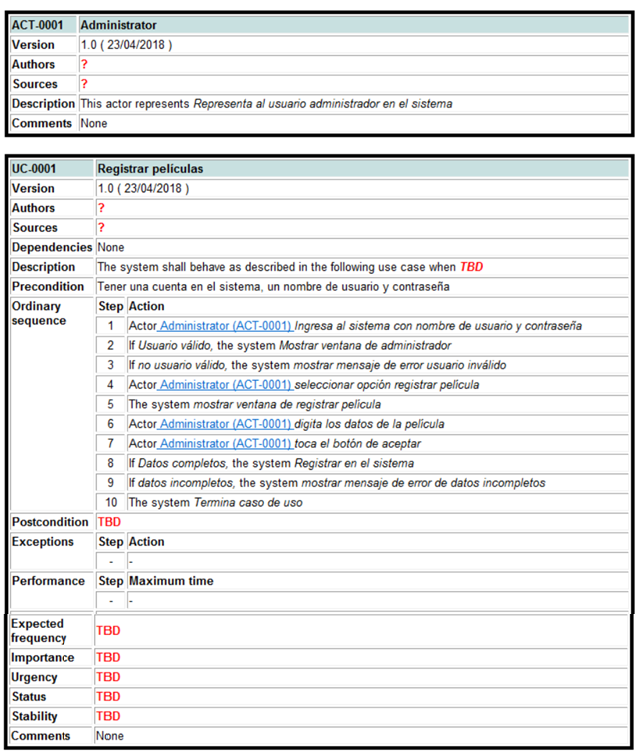 ACT-0001 Administrator
Version 1.0 ( 23/04/2018 )
Authors ?
Sources ?
Description This actor represents Representa al usuario administrador en el sistema
Comments None
UC-0001 Registrar películas
Version 1.0 ( 23/04/2018 )
Authors ?
Sources ?
Dependencies None
Description The system shall behave as described in the following use case when TBD
Precondition Tener una cuenta en el sistema, un nombre de usuario y contraseña
Ordinary sequence Step Action
1 Actor Administrator (ACT-0001) Ingresa al sistema con nombre de usuario y contraseña
2 If Usuario válido, the system Mostrar ventana de administrador
3 If no usuario válido, the system mostrar mensaje de error usuario inválido
4 Actor Administrator (ACT-0001) seleccionar opción registrar película
5 The system mostrar ventana de registrar película
6 Actor Administrator (ACT-0001) digita los datos de la película
7 Actor Administrator (ACT-0001) toca el botón de aceptar
8 If Datos completos, the system Registrar en el sistema
9 If datos incompletos, the system mostrar mensaje de error de datos incompletos
10 The system Termina caso de uso
Postcondition TBD
Exceptions Step Action
- -
Performance Step Maximum time
- -
Expected frequency TBD
Importance TBD
Urgency TBD
Status TBD
Stability TBD
Comments None